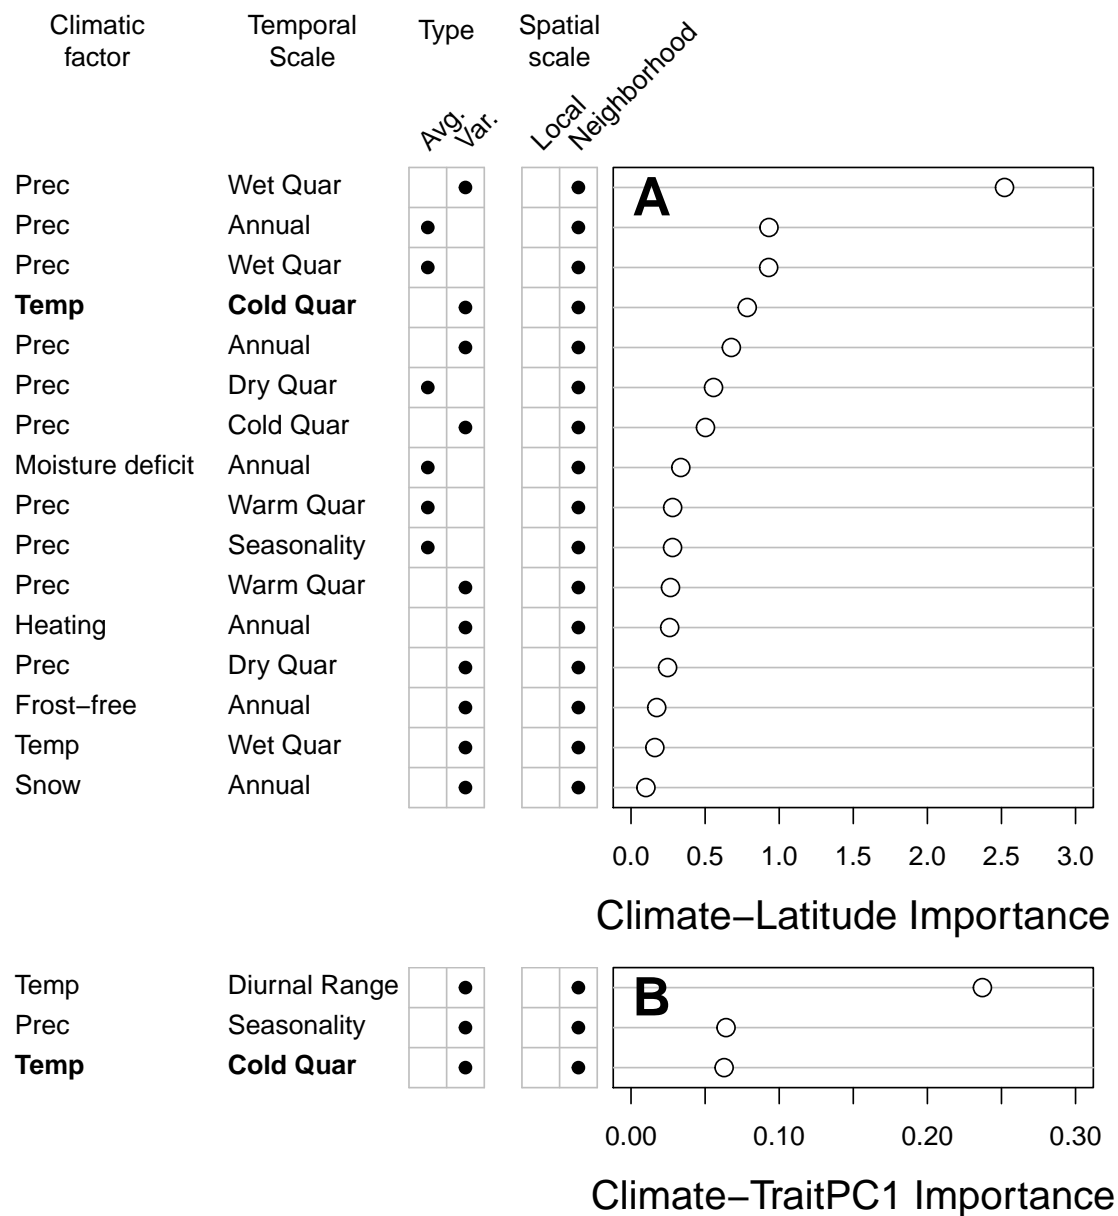 Climatic factor
Temporal Scale
Type
Spatial scale
Avg.
Var.
Local
Neighborhood
A
Prec Wet Quar
Prec Annual
Prec Wet Quar
Temp Cold Quar
Prec Annual
Prec Dry Quar
Prec Cold Quar
Moisture deficit Annual
Prec Warm Quar
Prec Seasonality
Prec Warm Quar
Heating Annual
Prec Dry Quar
Frost−free Annual
Temp Wet Quar
Snow Annual
0.0 0.5 1.0 1.5 2.0 2.5 3.0
Climate−Latitude Importance
B
Temp Diurnal Range
Prec Seasonality
Temp Cold Quar
0.00 0.10 0.20 0.30
Climate−TraitPC1 Importance